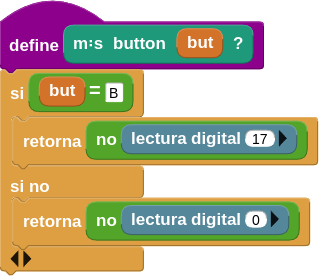 define m:s button but ?
si but = B
retorna no lectura digital 17
si no
retorna no lectura digital 0